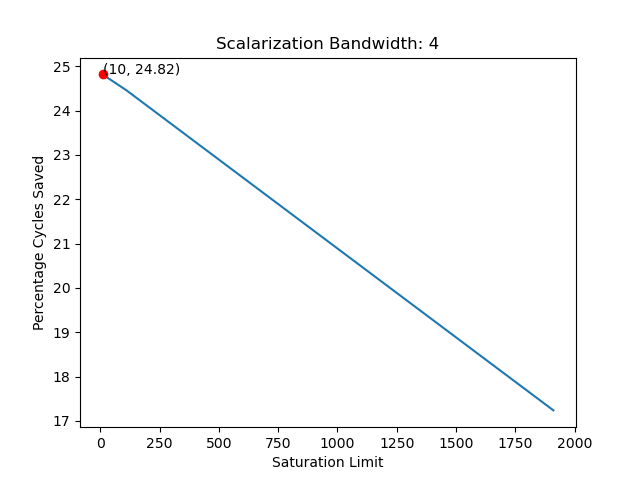 Scalarization Bandwidth: 4
(10, 24.82)
25
24
23
22
21
20
19
18
17
Percentage Cycles Saved
0 250 500 750 1000 1250 1500 1750 2000
Saturation Limit